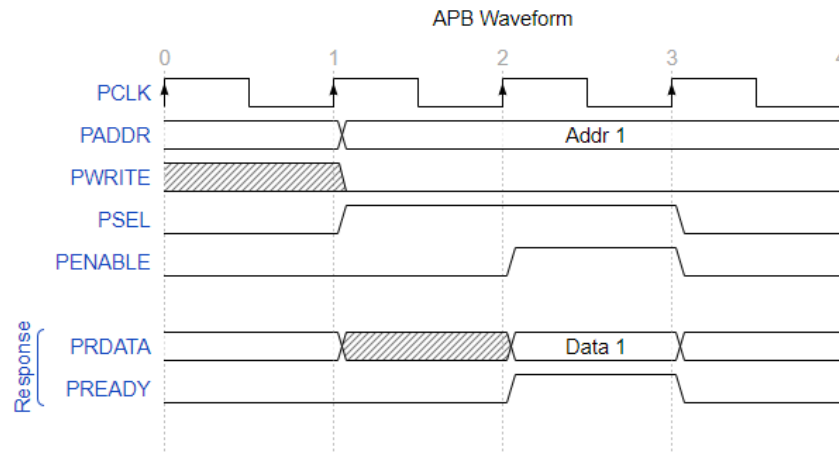 APB Waveform
0 1 2 3 4
PCLK
PADDR Addr 1
PWRITE
PSEL
PENABLE
Response
PRDATA Data 1
PREADY